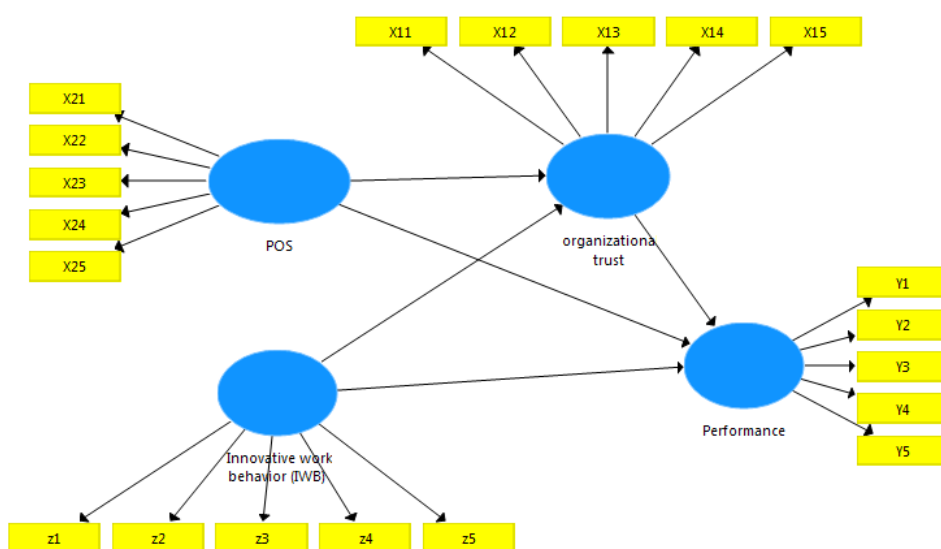 X11 X12 X13 X14 X15
X21
X22
X23
X24
X25
POS
organizationa
trust
Y1
Y2
Y3
Y4
Y5
Performance
Innovative work
behavior (IWB)
z1 z2 z3 z4 z5